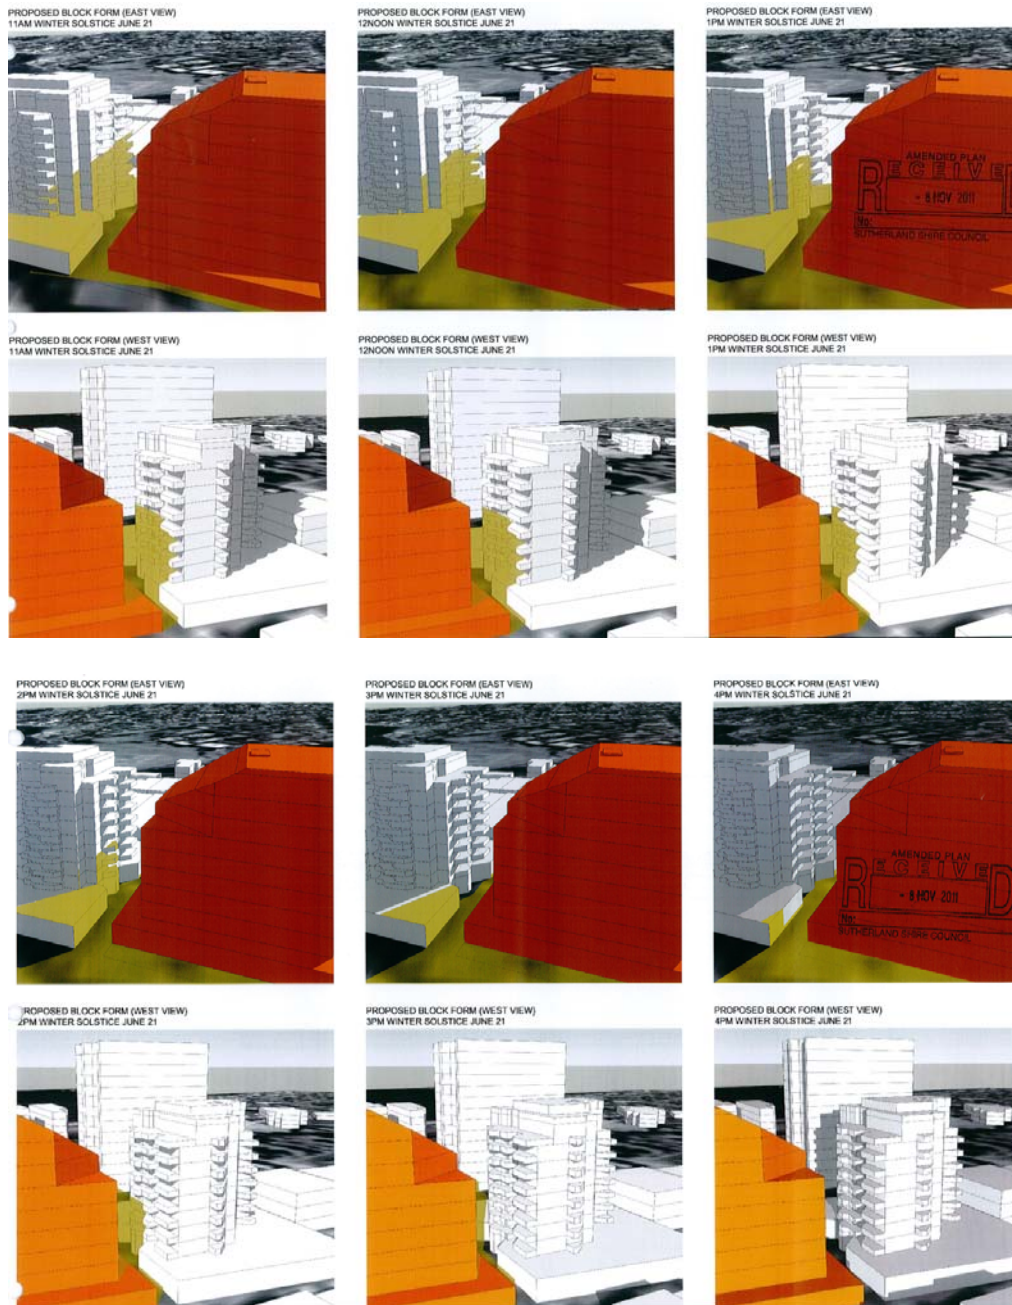 PROPOSED BLOCK FORM (EAST VIEW)
11AM WINTER SOLSTICE JUNE 21
PROPOSED BLOCK FORM (EAST VIEW)
12NOON WINTER SOLSTICE JUNE 21
PROPOSED BLOCK FORM (EAST VIEW)
1PM WINTER SOLSTICE JUNE 21
AMENDED PLAN
RECEIVED
- 8 NOV 2011
No:
SUTHERLAND SHIRE COUNCIL
PROPOSED BLOCK FORM (WEST VIEW)
11AM WINTER SOLSTICE JUNE 21
PROPOSED BLOCK FORM (WEST VIEW)
12NOON WINTER SOLSTICE JUNE 21
PROPOSED BLOCK FORM (WEST VIEW)
1PM WINTER SOLSTICE JUNE 21
PROPOSED BLOCK FORM (EAST VIEW)
2PM WINTER SOLSTICE JUNE 21
PROPOSED BLOCK FORM (EAST VIEW)
3PM WINTER SOLSTICE JUNE 21
PROPOSED BLOCK FORM (EAST VIEW)
4PM WINTER SOLSTICE JUNE 21
AMENDED PLAN
RECEIVED
- 8 NOV 2011
No:
SUTHERLAND SHIRE COUNCIL
PROPOSED BLOCK FORM (WEST VIEW)
2PM WINTER SOLSTICE JUNE 21
PROPOSED BLOCK FORM (WEST VIEW)
3PM WINTER SOLSTICE JUNE 21
PROPOSED BLOCK FORM (WEST VIEW)
4PM WINTER SOLSTICE JUNE 21